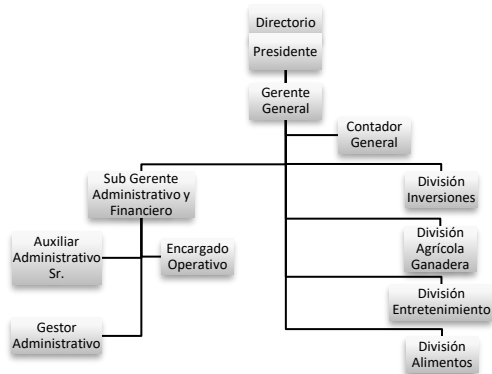 Directorio
Presidente
Gerente
General
Contador
General
Sub Gerente
Administrativo y
Financiero
División
Inversiones
Auxiliar
Administrativo
Sr.
Encargado
Operativo
División
Agrícola
Ganadera
División
Entretenimiento
Gestor
Administrativo
División
Alimentos